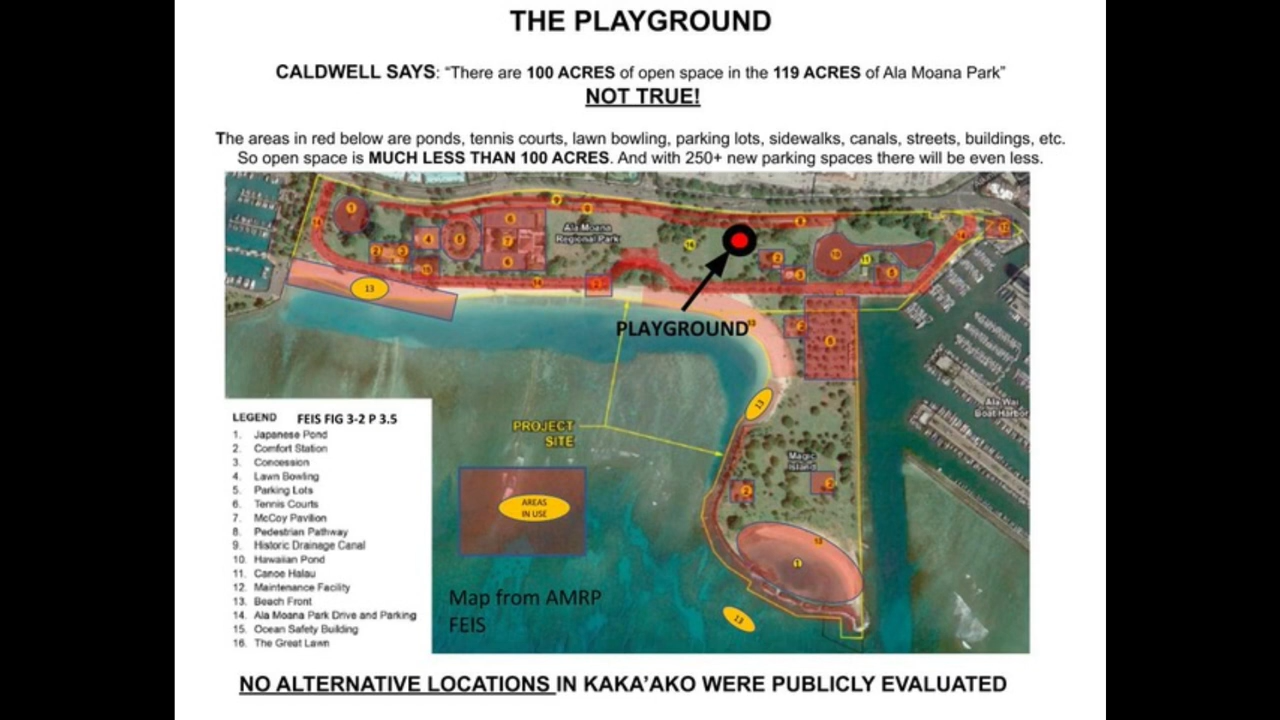 THE PLAYGROUND
CALDWELL SAYS: “There are 100 ACRES of open space in the 119 ACRES of Ala Moana Park”
NOT TRUE!
The areas in red below are ponds, tennis courts, lawn bowling, parking lots, sidewalks, canals, streets, buildings, etc.
So open space is MUCH LESS THAN 100 ACRES. And with 250+ new parking spaces there will be even less.
Ala Moana
Regional Park
13
PLAYGROUND
PROJECT
SITE
13
Ala Wai
Boat Harbor
Magic
Island
AREAS
IN USE
13
Map from AMRP
FEIS
LEGEND FEIS FIG 3-2 P 3.5
1. Japanese Pond
2. Comfort Station
3. Concession
4. Lawn Bowling
5. Parking Lots
6. Tennis Courts
7. McCoy Pavilion
8. Pedestrian Pathway
9. Historic Drainage Canal
10. Hawaiian Pond
11. Canoe Halau
12. Maintenance Facility
13. Beach Front
14. Ala Moana Park Drive and Parking
15. Ocean Safety Building
16. The Great Lawn
NO ALTERNATIVE LOCATIONS IN KAKA’AKO WERE PUBLICLY EVALUATED